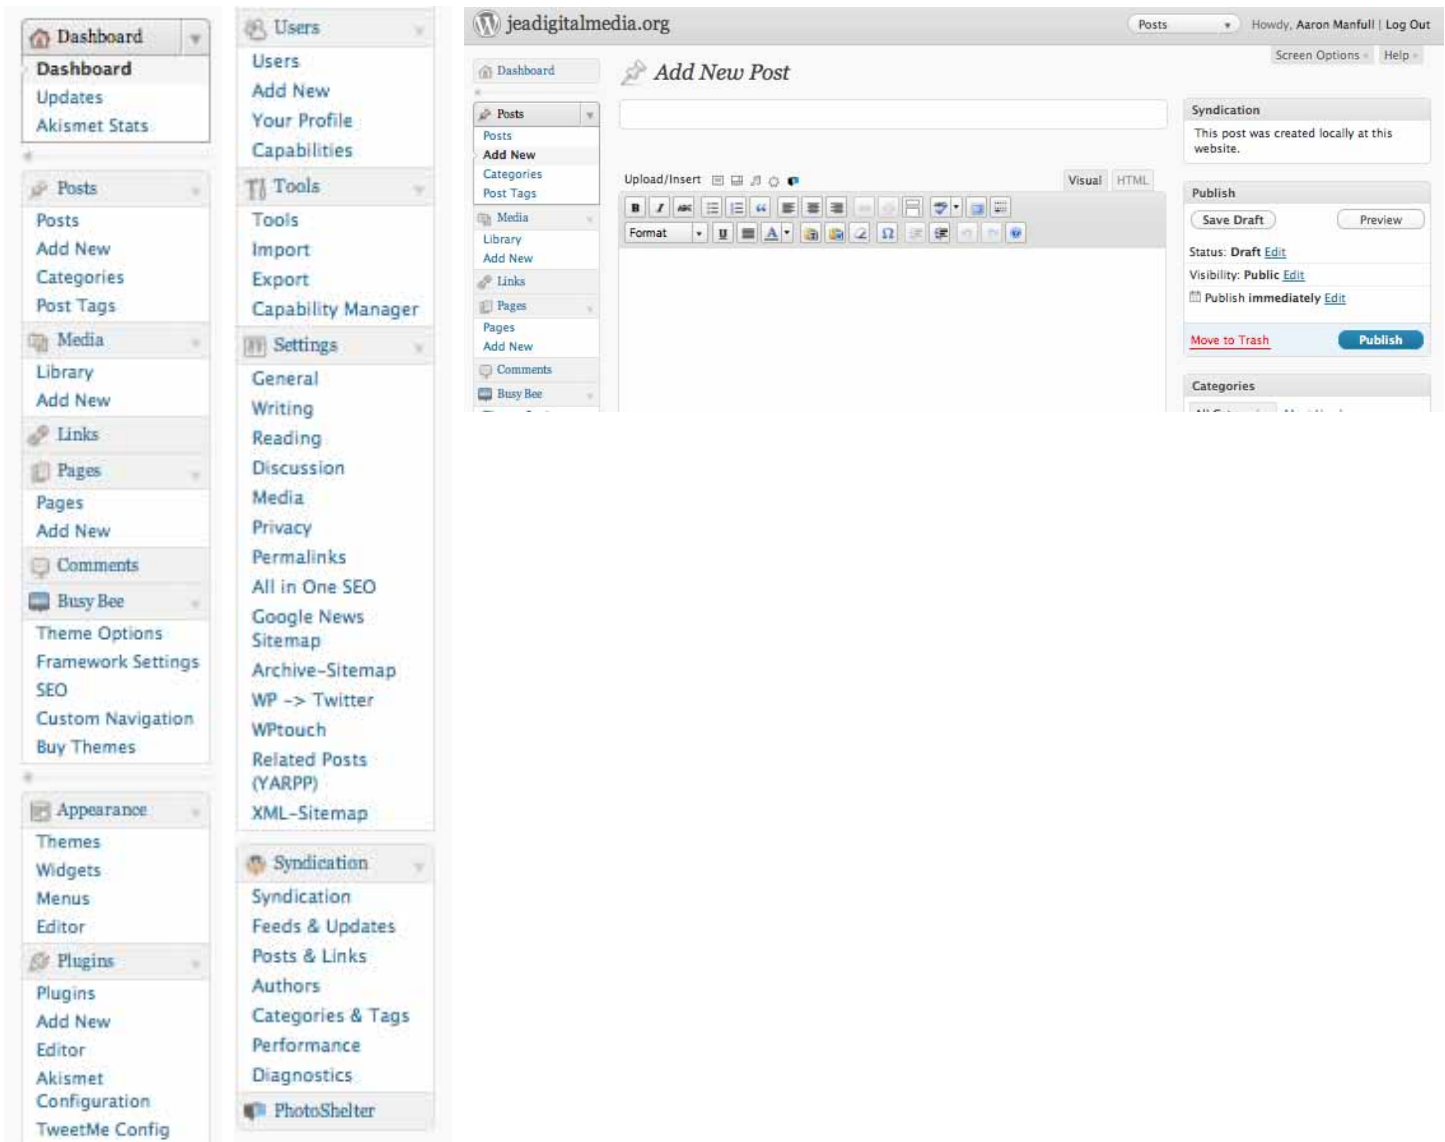 Dashboard
Dashboard
Updates
Akismet Stats
Posts
Posts
Add New
Categories
Post Tags
Media
Library
Add New
Links
Pages
Pages
Add New
Comments
Busy Bee
Theme Options
Framework Settings
SEO
Custom Navigation
Buy Themes
Appearance
Themes
Widgets
Menus
Editor
Plugins
Plugins
Add New
Editor
Akismet
Configuration
TweetMe Config
Users
Users
Add New
Your Profile
Capabilities
Tools
Tools
Import
Export
Capability Manager
Settings
General
Writing
Reading
Discussion
Media
Privacy
Permalinks
All in One SEO
Google News
Sitemap
Archive-Sitemap
WP -> Twitter
WPtouch
Related Posts
(YARPP)
XML-Sitemap
Syndication
Syndication
Feeds & Updates
Posts & Links
Authors
Categories & Tags
Performance
Diagnostics
PhotoShelter
jeadigitalmedia.org
Posts
Howdy, Aaron Manfull | Log Out
Screen Options
Help
Dashboard
Posts
Posts
Add New
Categories
Post Tags
Media
Library
Add New
Links
Pages
Pages
Add New
Comments
Busy Bee
Add New Post
Upload/Insert
Visual
HTML
B I ABC
Format
U
A
Ω
Syndication
This post was created locally at this
website.
Publish
Save Draft
Preview
Status: Draft Edit
Visibility: Public Edit
Publish immediately Edit
Move to Trash
Publish
Categories